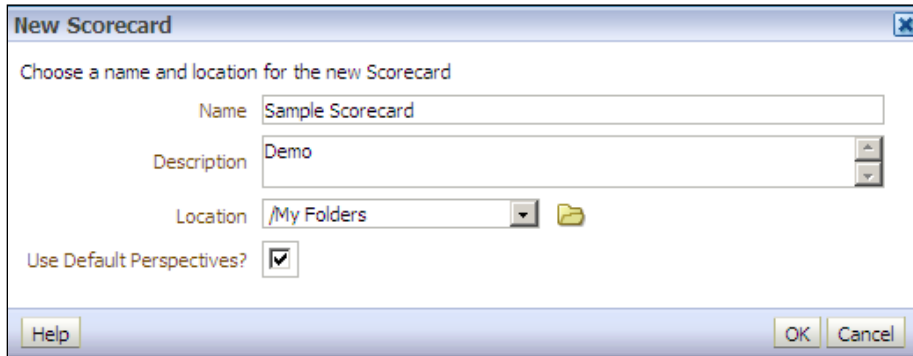 New Scorecard
Choose a name and location for the new Scorecard
Name Sample Scorecard
Description Demo
Location /My Folders
Use Default Perspectives?
Help OK Cancel